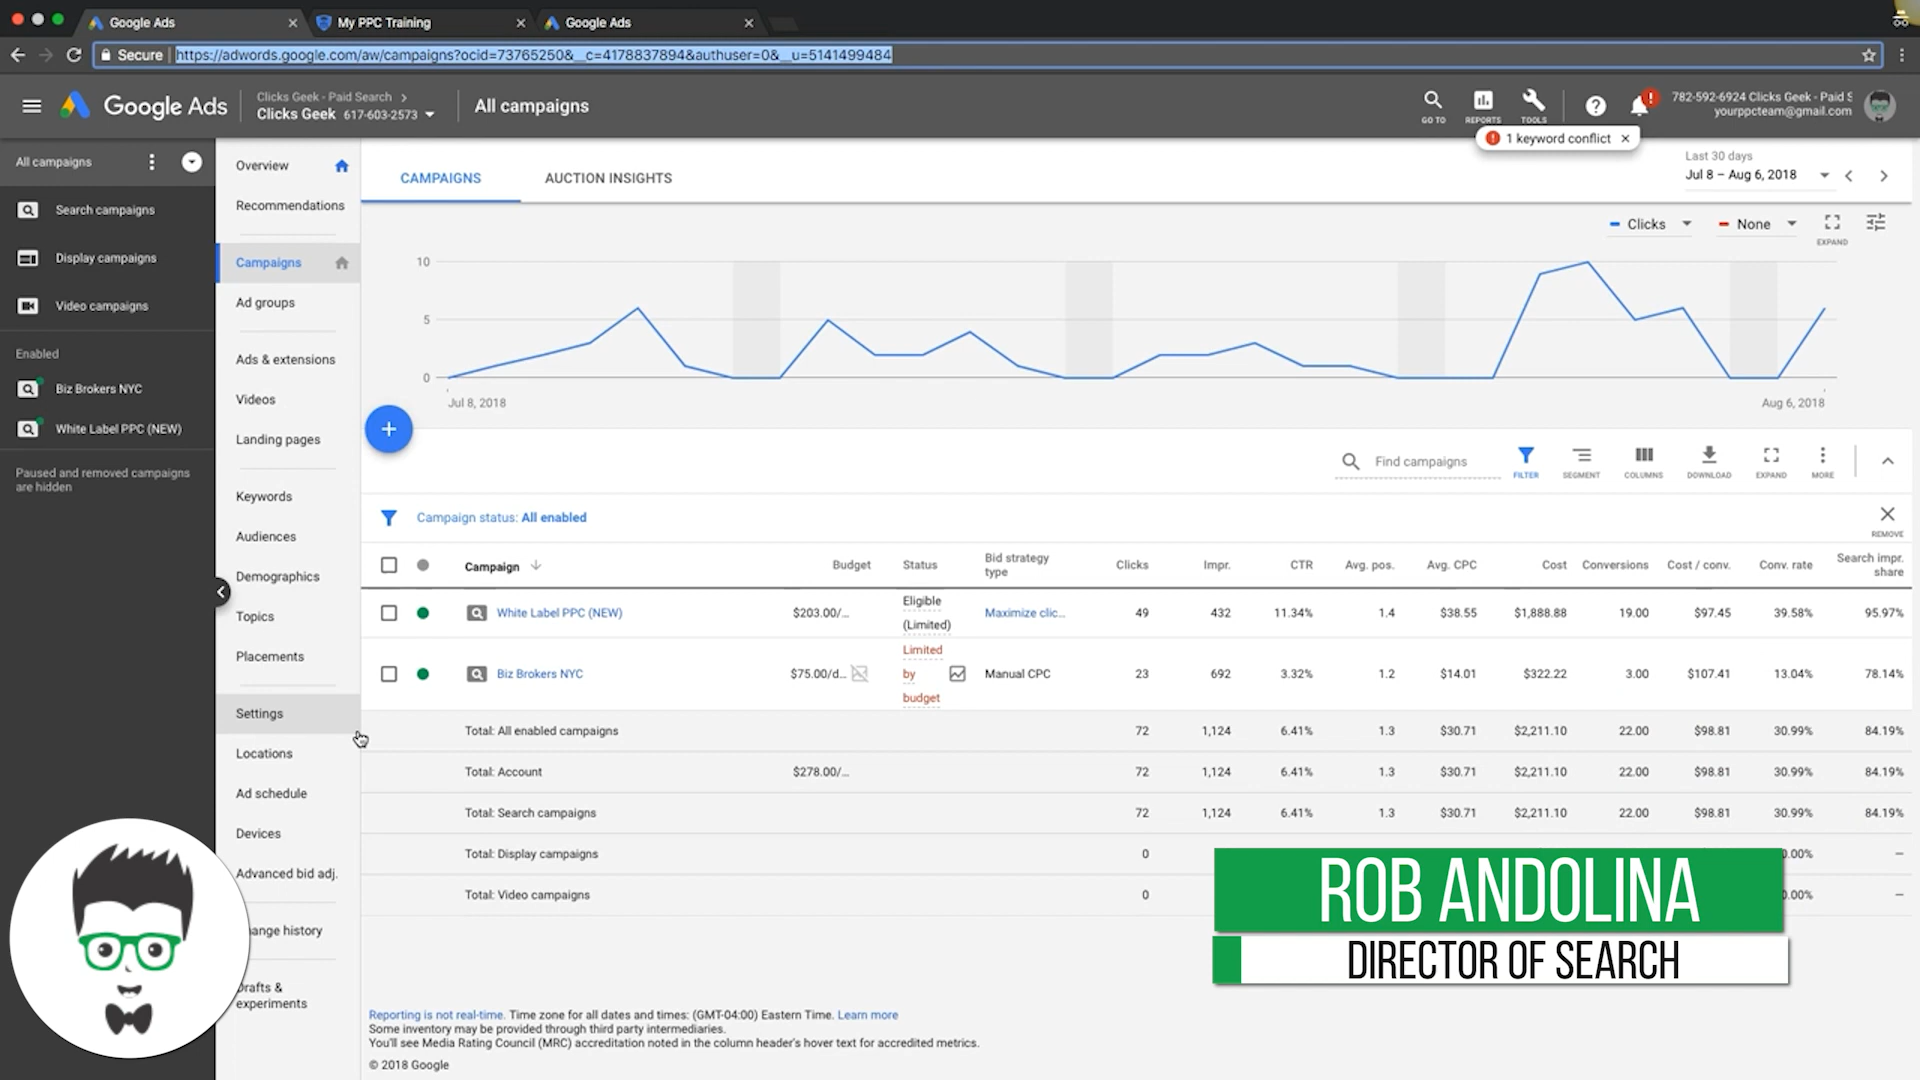 Google Ads
My PPC Training
Google Ads
Secure
https://adwords.google.com/aw/campaigns?ocid=73765250&__c=4178837894&authuser=0&__u=5141499484
Google Ads
Clicks Geek - Paid Search >
Clicks Geek 617-603-2573
All campaigns
GO TO
REPORTS
TOOLS
782-592-6924 Clicks Geek - Paid S
yourppcteam@gmail.com
1 keyword conflict
All campaigns
Search campaigns
Display campaigns
Video campaigns
Enabled
Biz Brokers NYC
White Label PPC (NEW)
Paused and removed campaigns
are hidden
Overview
Recommendations
Campaigns
Ad groups
Ads & extensions
Videos
Landing pages
Keywords
Audiences
Demographics
Topics
Placements
Settings
Locations
Ad schedule
Devices
Advanced bid adj.
ange history
Drafts &
experiments
CAMPAIGNS
AUCTION INSIGHTS
Last 30 days
Jul 8 – Aug 6, 2018
Clicks
None
EXPAND
10
5
0
Jul 8, 2018
Aug 6, 2018
Find campaigns
FILTER
SEGMENT
COLUMNS
DOWNLOAD
EXPAND
MORE
Campaign status: All enabled
REMOVE
Campaign Budget Status Bid strategy type Clicks Impr. CTR Avg. pos. Avg. CPC Cost Conversions Cost / conv. Conv. rate Search impr. share
White Label PPC (NEW) $203.00/... Eligible (Limited) Maximize clic... 49 432 11.34% 1.4 $38.55 $1,888.88 19.00 $97.45 39.58% 95.97%
Biz Brokers NYC $75.00/d... Limited by budget Manual CPC 23 692 3.32% 1.2 $14.01 $322.22 3.00 $107.41 13.04% 78.14%
Total: All enabled campaigns 72 1,124 6.41% 1.3 $30.71 $2,211.10 22.00 $98.81 30.99% 84.19%
Total: Account $278.00/... 72 1,124 6.41% 1.3 $30.71 $2,211.10 22.00 $98.81 30.99% 84.19%
Total: Search campaigns 72 1,124 6.41% 1.3 $30.71 $2,211.10 22.00 $98.81 30.99% 84.19%
Total: Display campaigns 0 0.00% –
Total: Video campaigns 0 0.00% –
ROB ANDOLINA
DIRECTOR OF SEARCH
Reporting is not real-time. Time zone for all dates and times: (GMT-04:00) Eastern Time. Learn more
Some inventory may be provided through third party intermediaries.
You'll see Media Rating Council (MRC) accreditation noted in the column header's hover text for accredited metrics.
© 2018 Google